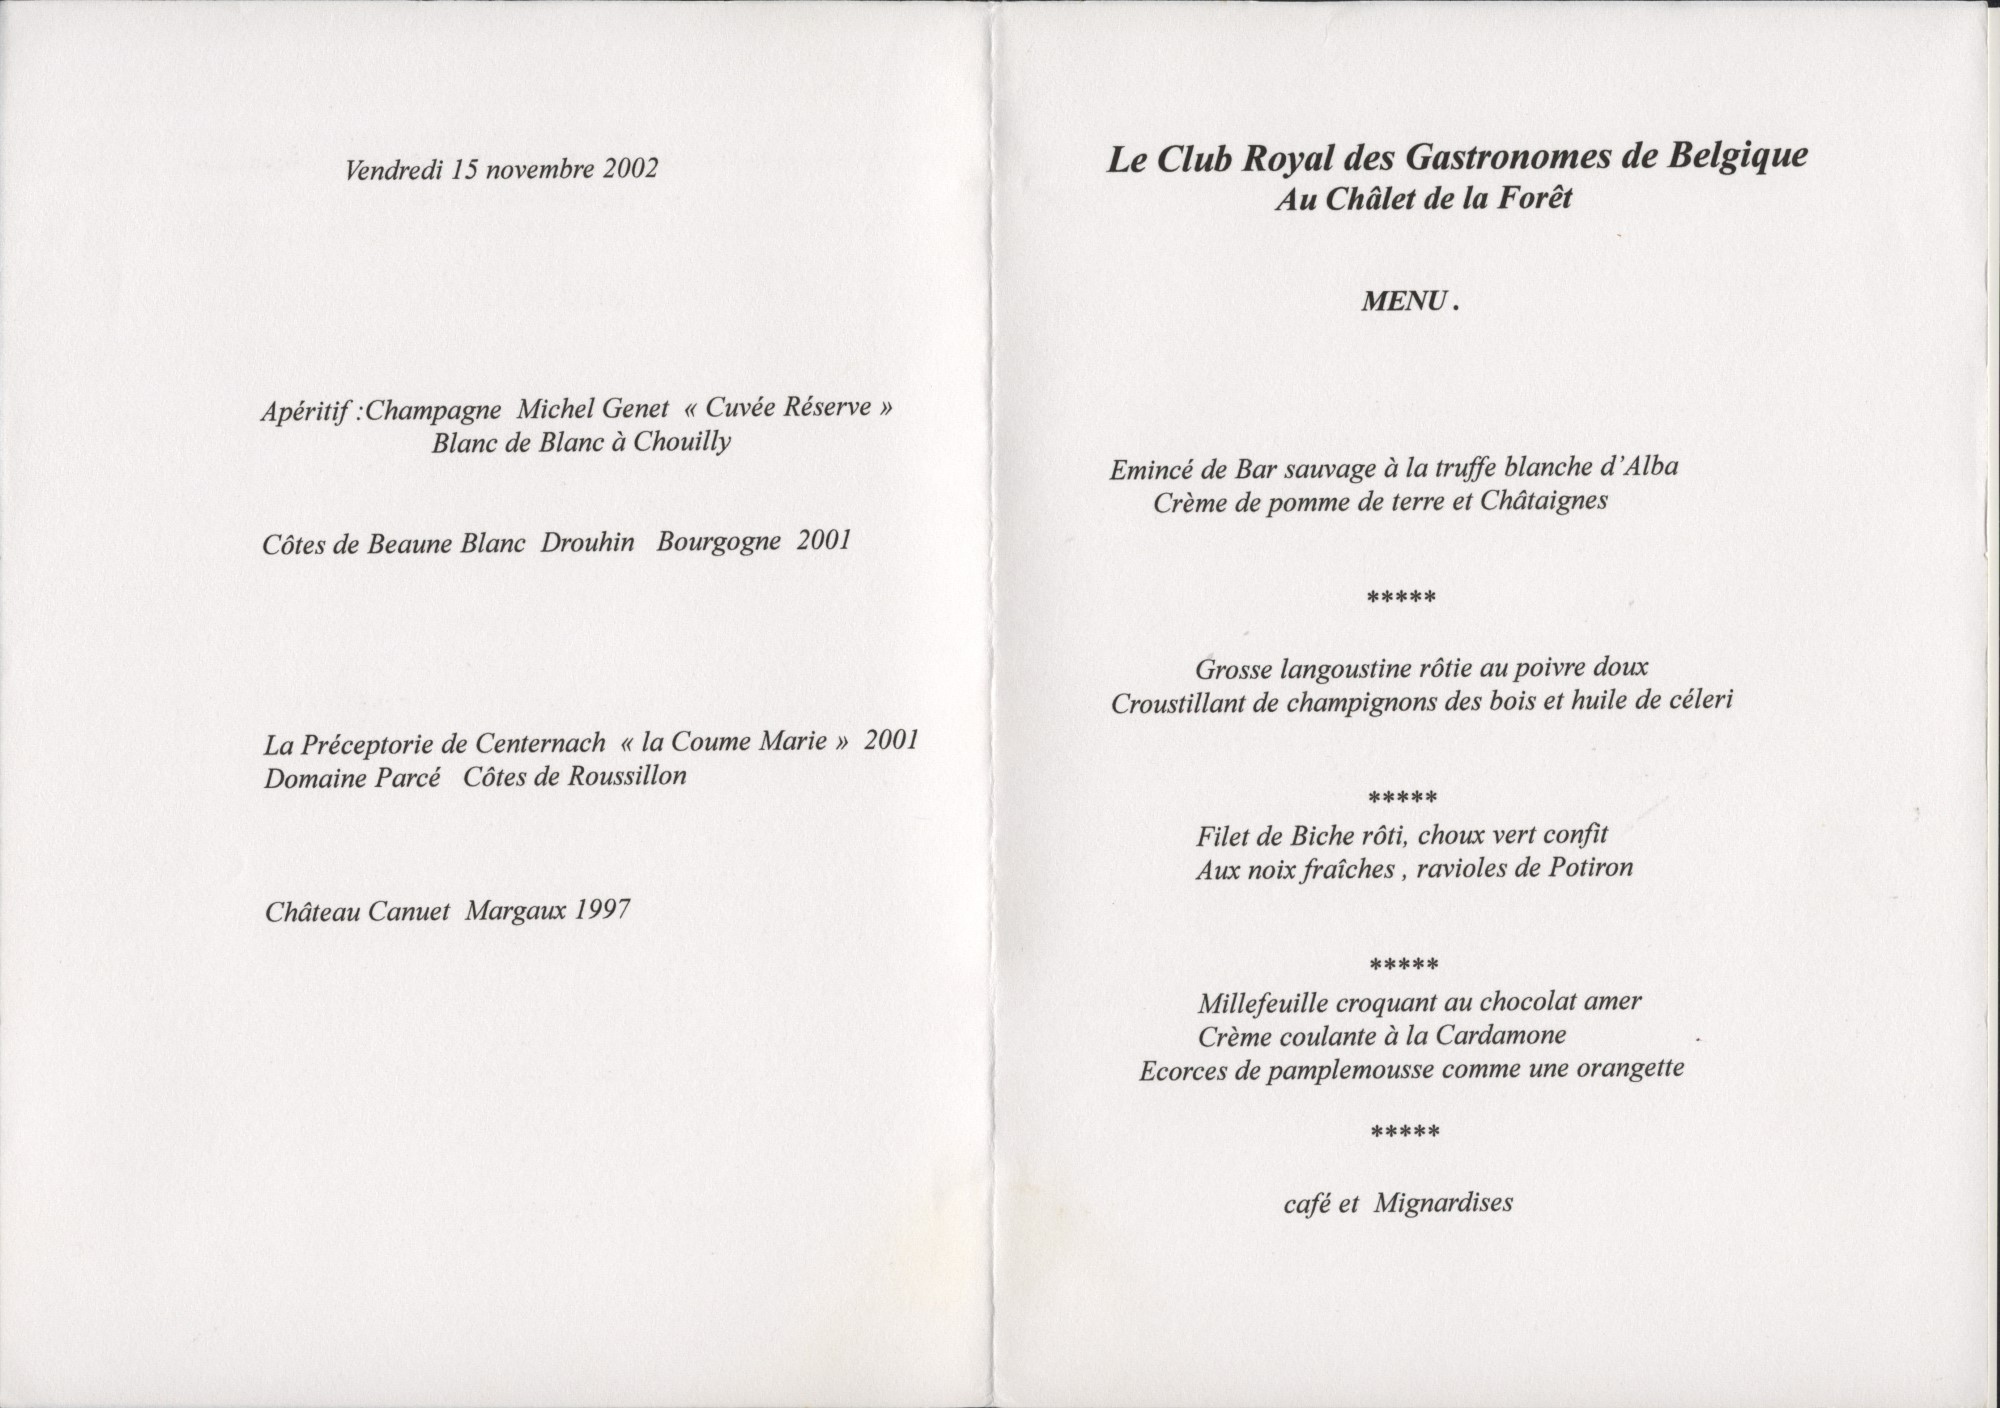 Vendredi 15 novembre 2002
Apéritif :Champagne Michel Genet « Cuvée Réserve »
Blanc de Blanc à Chouilly
Côtes de Beaune Blanc Drouhin Bourgogne 2001
La Préceptorie de Centernach « la Coume Marie » 2001
Domaine Parcé Côtes de Roussillon
Château Canuet Margaux 1997
Le Club Royal des Gastronomes de Belgique
Au Châlet de la Forêt
MENU .
Emincé de Bar sauvage à la truffe blanche d'Alba
Crème de pomme de terre et Châtaignes
*****
Grosse langoustine rôtie au poivre doux
Croustillant de champignons des bois et huile de céleri
*****
Filet de Biche rôti, choux vert confit
Aux noix fraîches , ravioles de Potiron
*****
Millefeuille croquant au chocolat amer
Crème coulante à la Cardamone
Ecorces de pamplemousse comme une orangette
*****
café et Mignardises